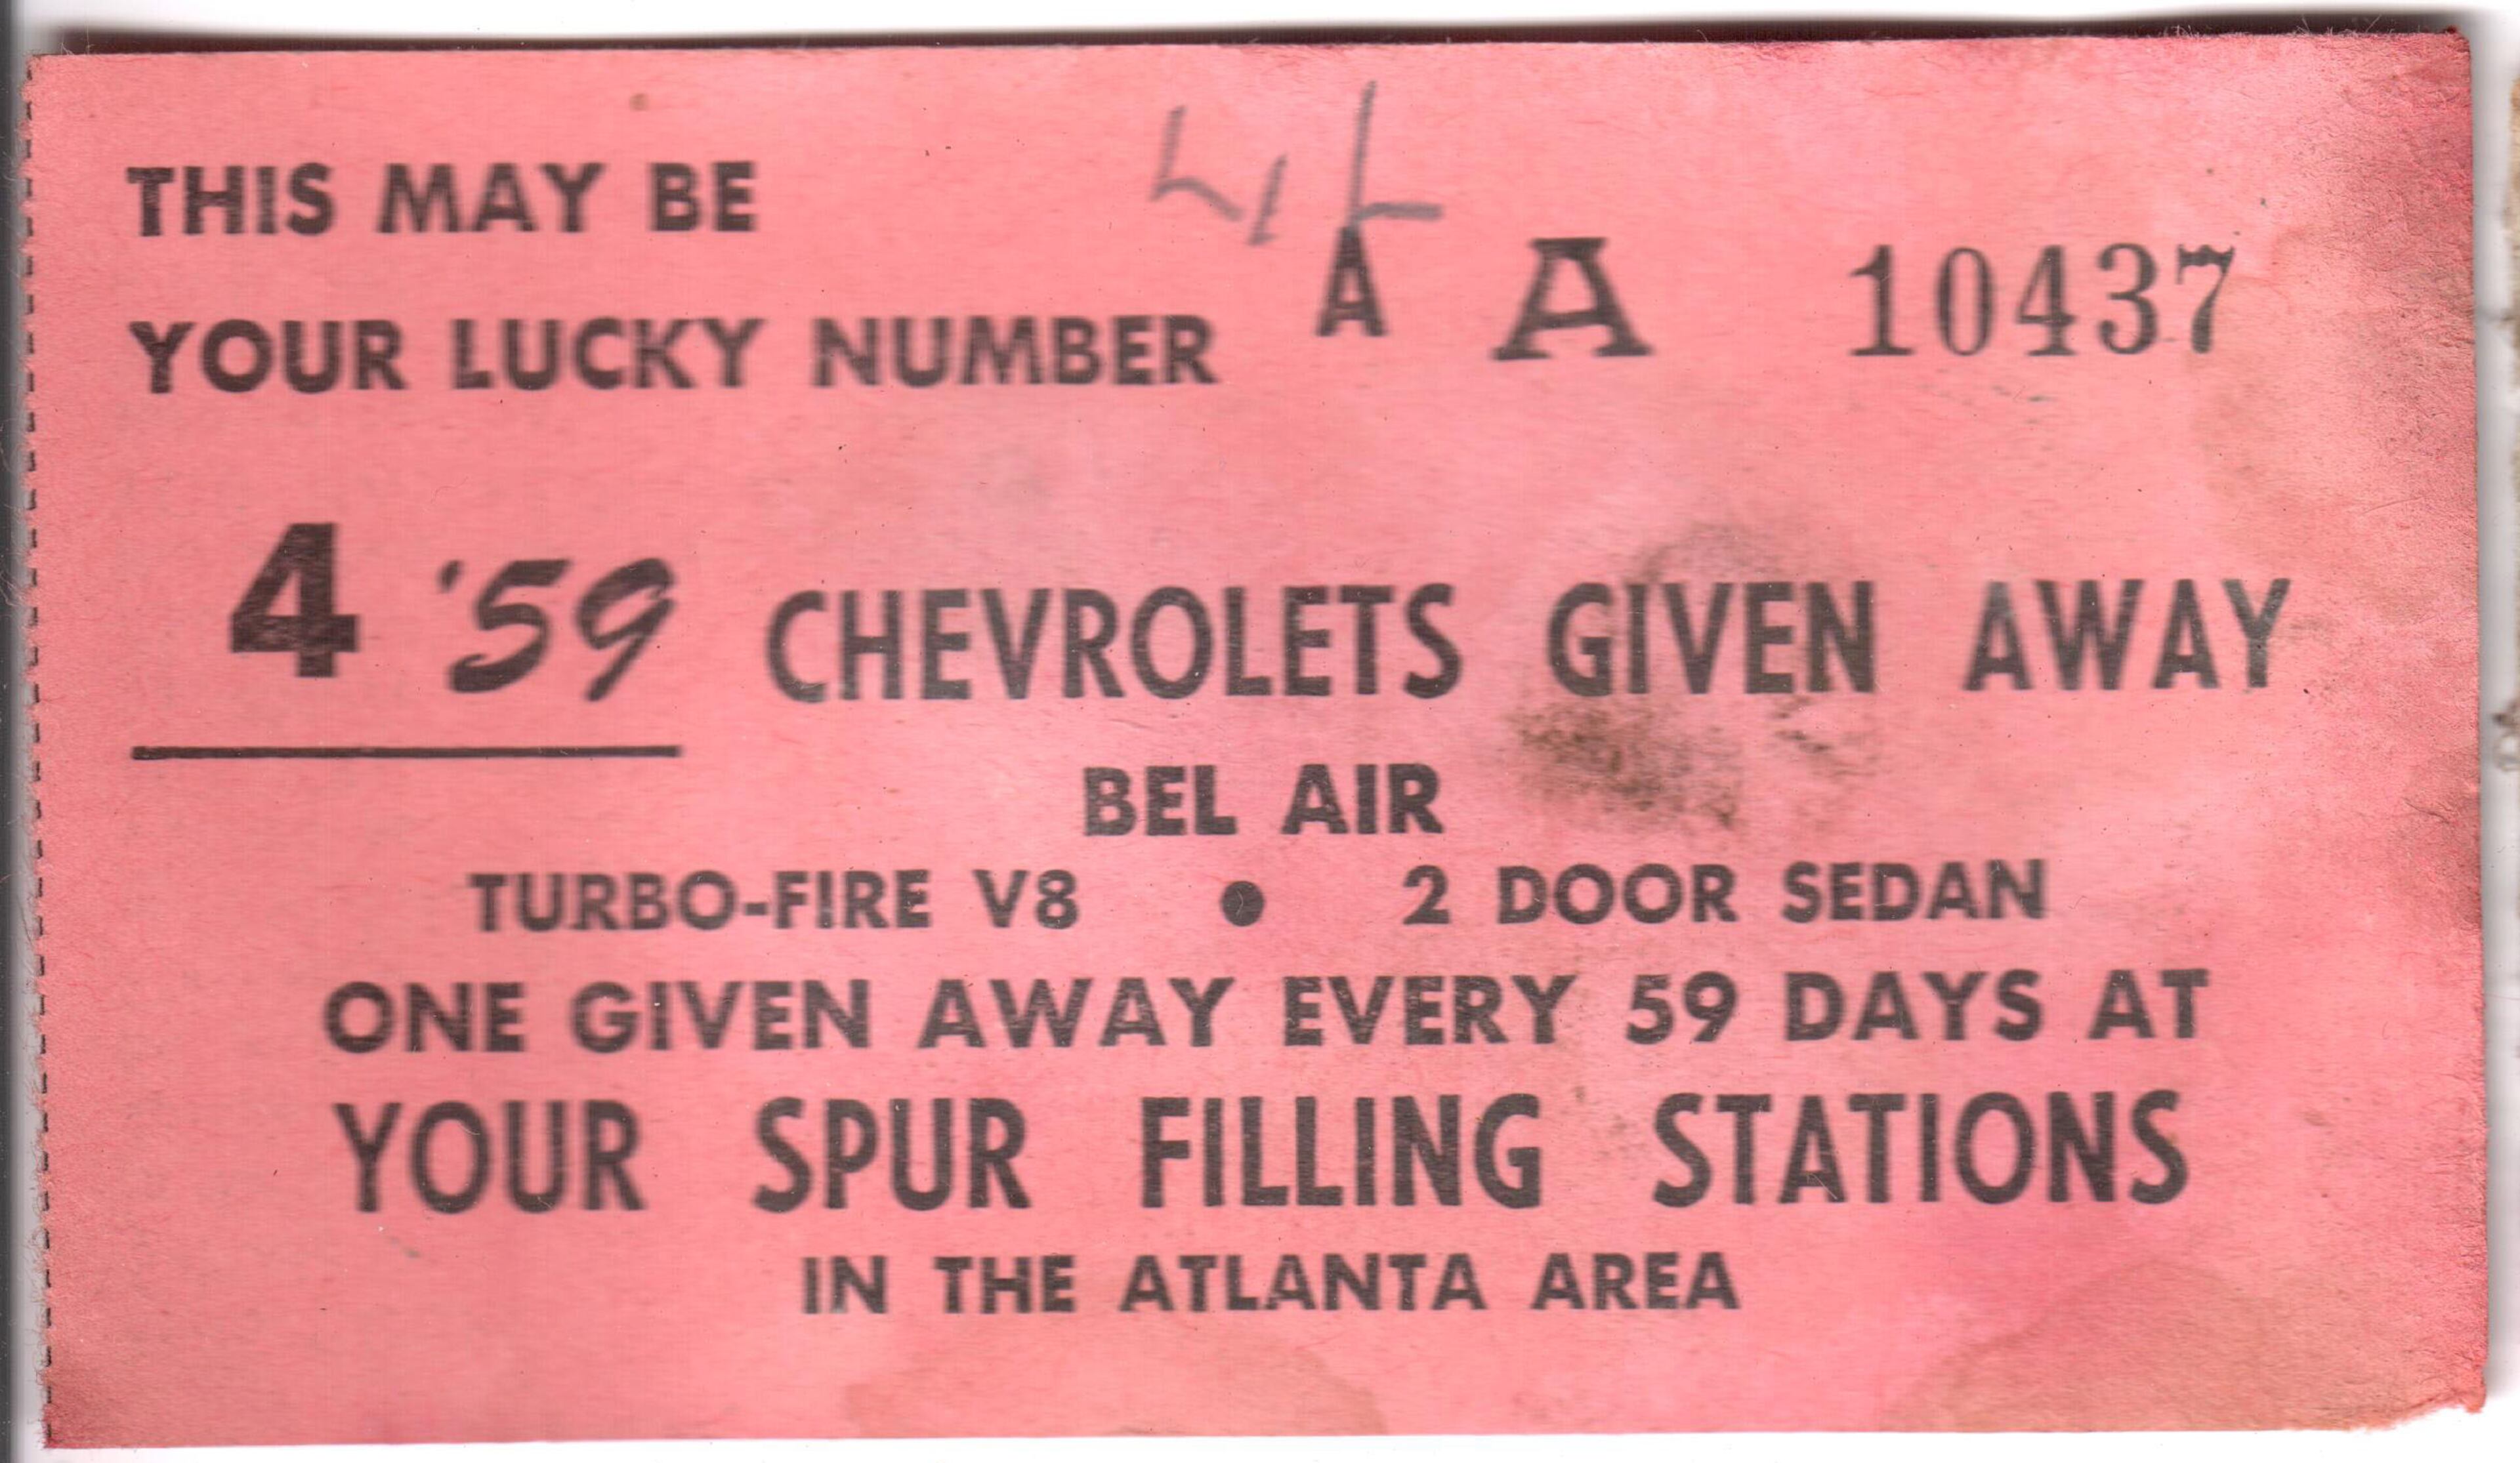 THIS MAY BE
YOUR LUCKY NUMBER A A 10437
4 '59 CHEVROLETS GIVEN AWAY
BEL AIR
TURBO-FIRE V8 • 2 DOOR SEDAN
ONE GIVEN AWAY EVERY 59 DAYS AT
YOUR SPUR FILLING STATIONS
IN THE ATLANTA AREA